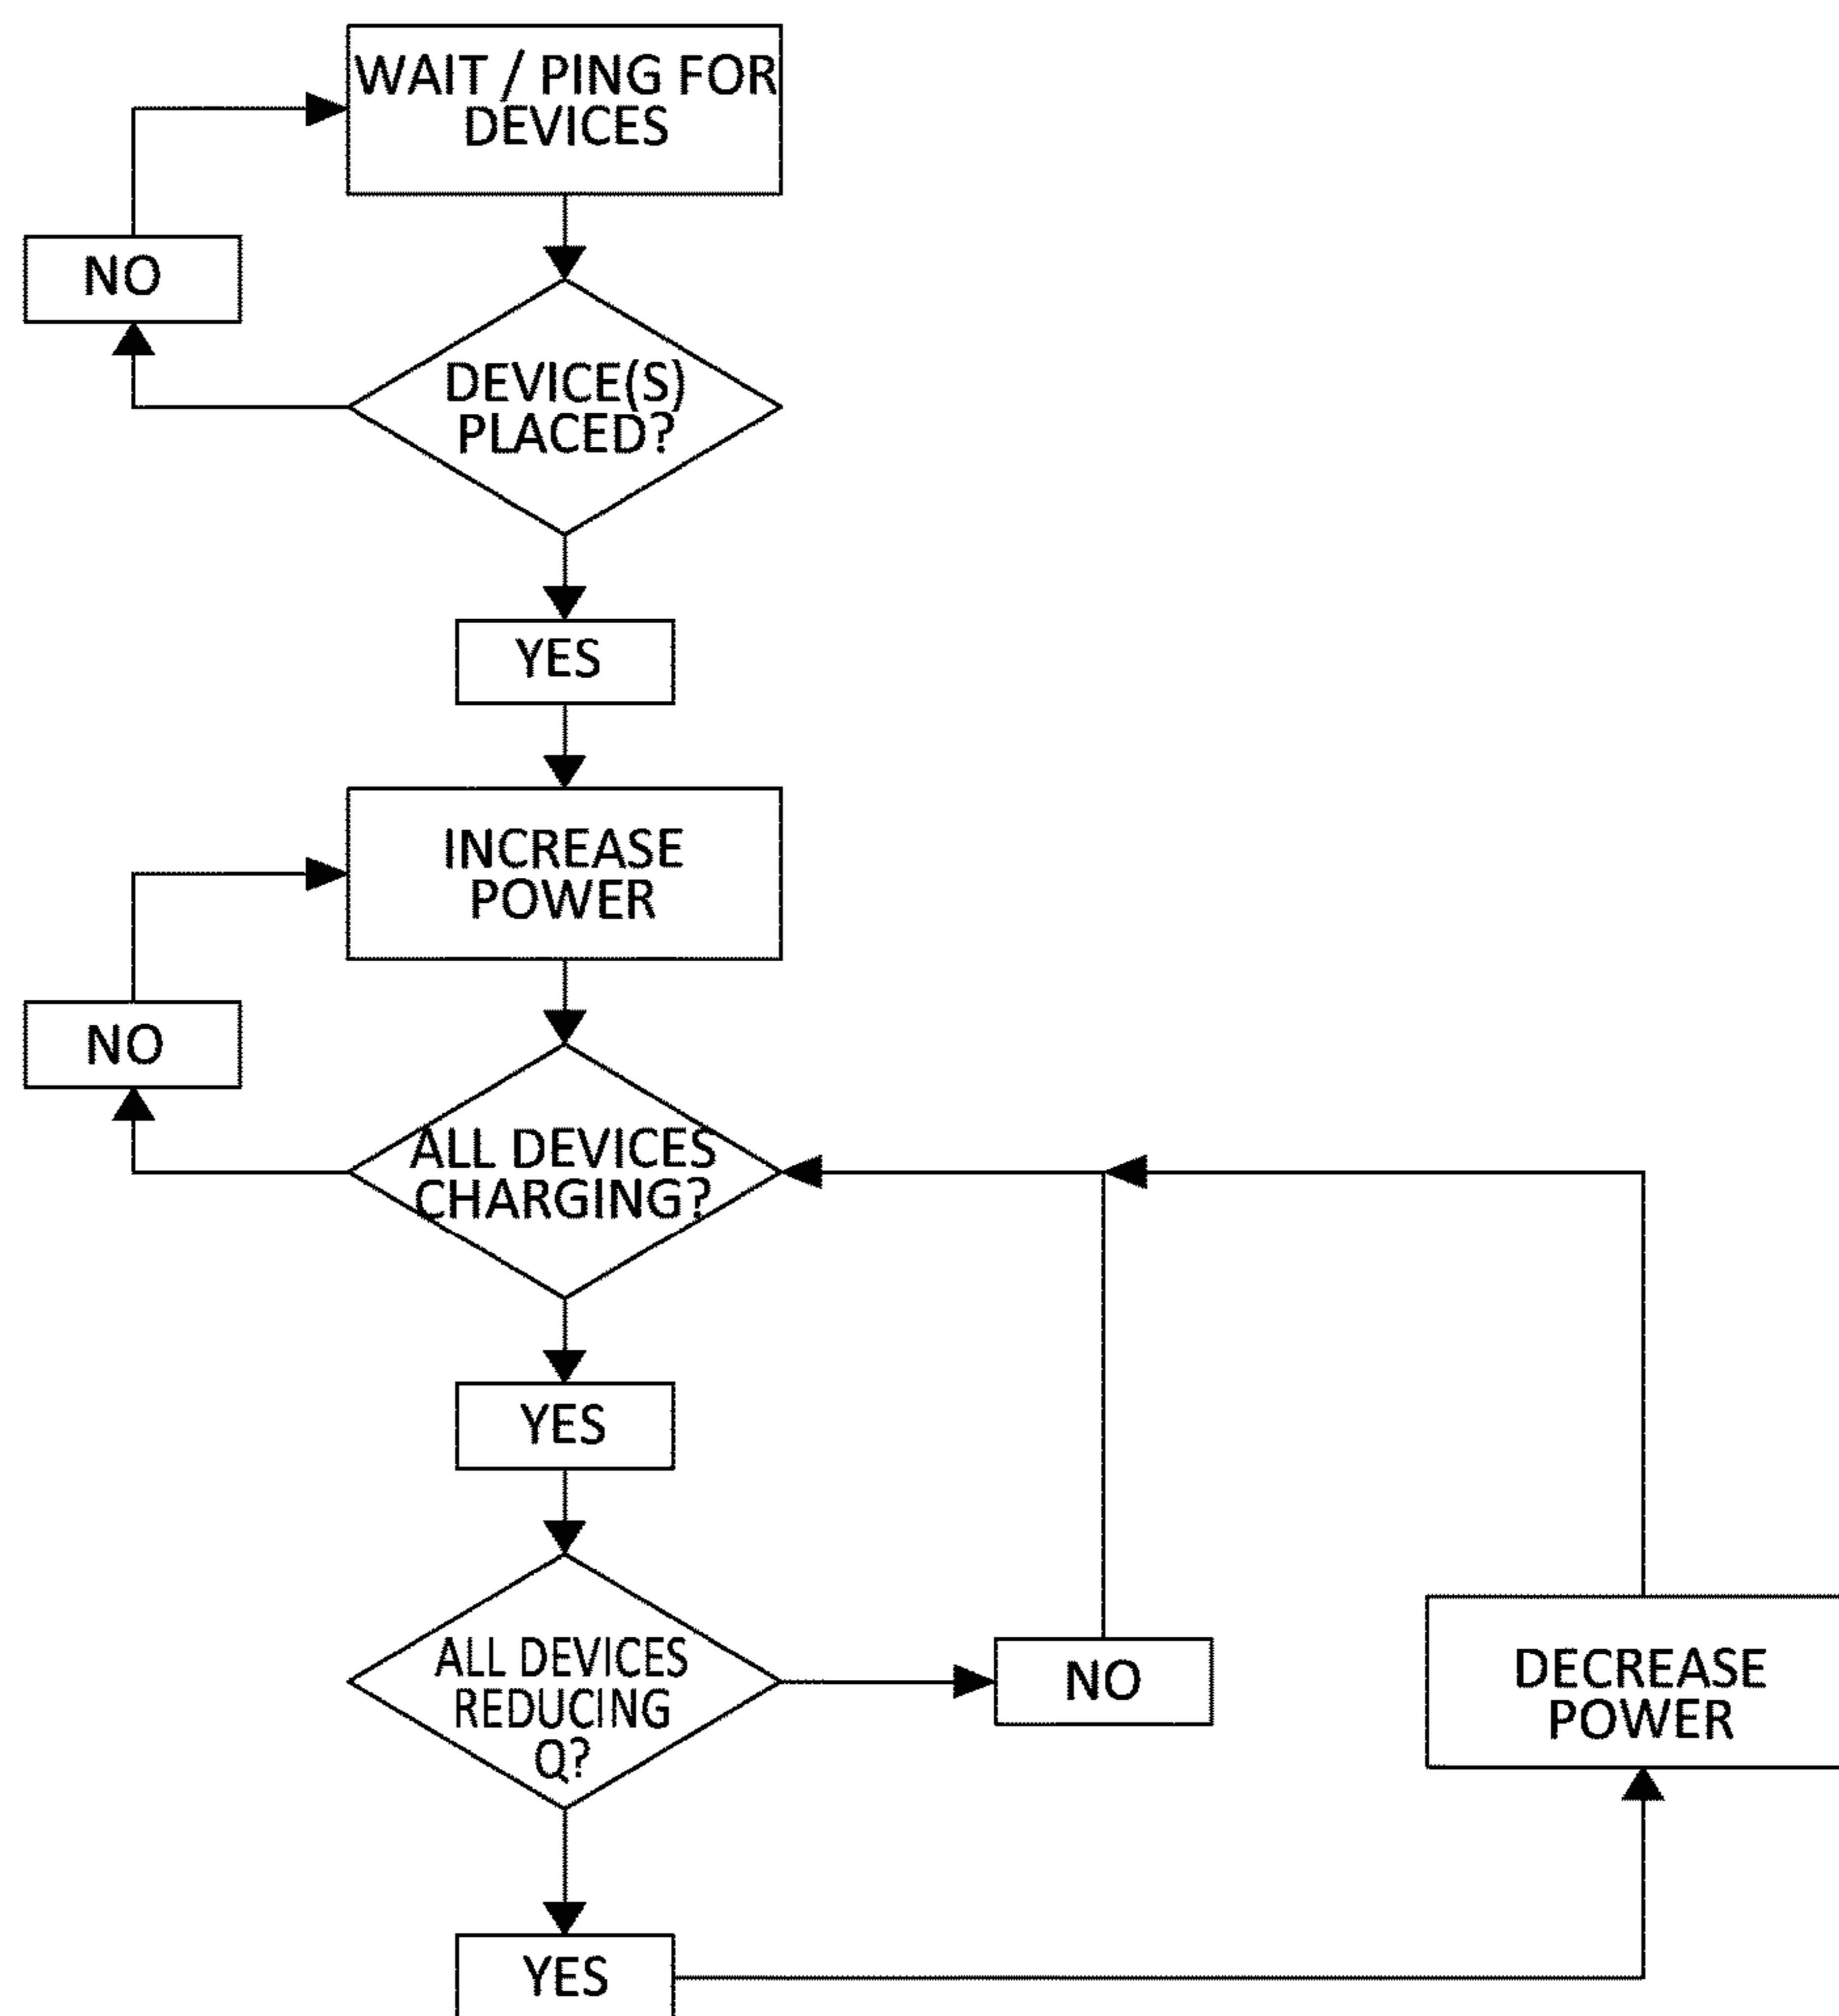 WAIT / PING FOR
DEVICES
NO
DEVICE(S)
PLACED?
YES
INCREASE
POWER
NO
ALL DEVICES
CHARGING?
YES
ALL DEVICES
REDUCING
Q?
NO
DECREASE
POWER
YES